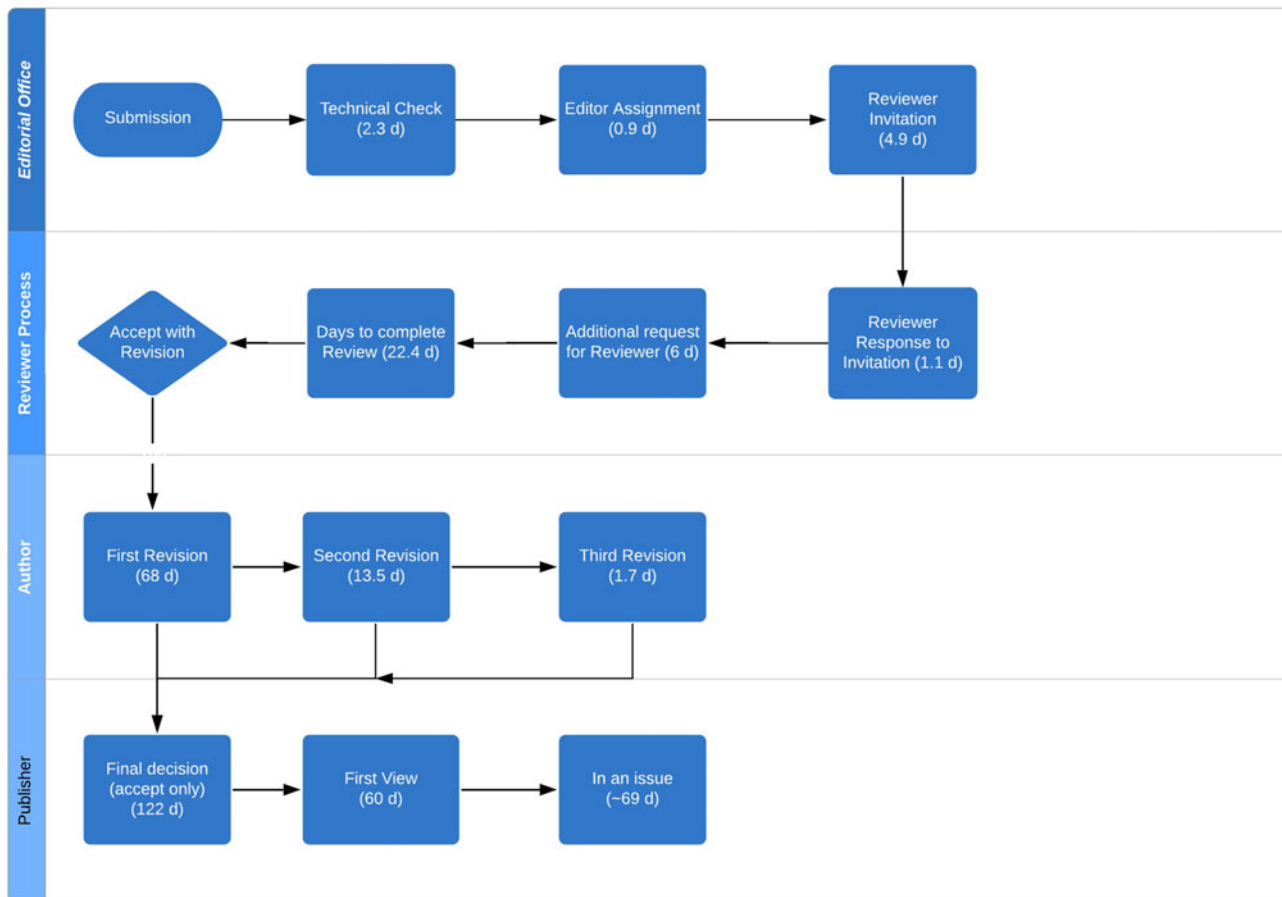 Editorial Office
Submission
Technical Check
(2.3 d)
Editor Assignment
(0.9 d)
Reviewer
Invitation
(4.9 d)
Reviewer Process
Accept with
Revision
Days to complete
Review (22.4 d)
Additional request
for Reviewer (6 d)
Reviewer
Response to
Invitation (1.1 d)
Author
First Revision
(68 d)
Second Revision
(13.5 d)
Third Revision
(1.7 d)
Publisher
Final decision
(accept only)
(122 d)
First View
(60 d)
In an issue
(~69 d)